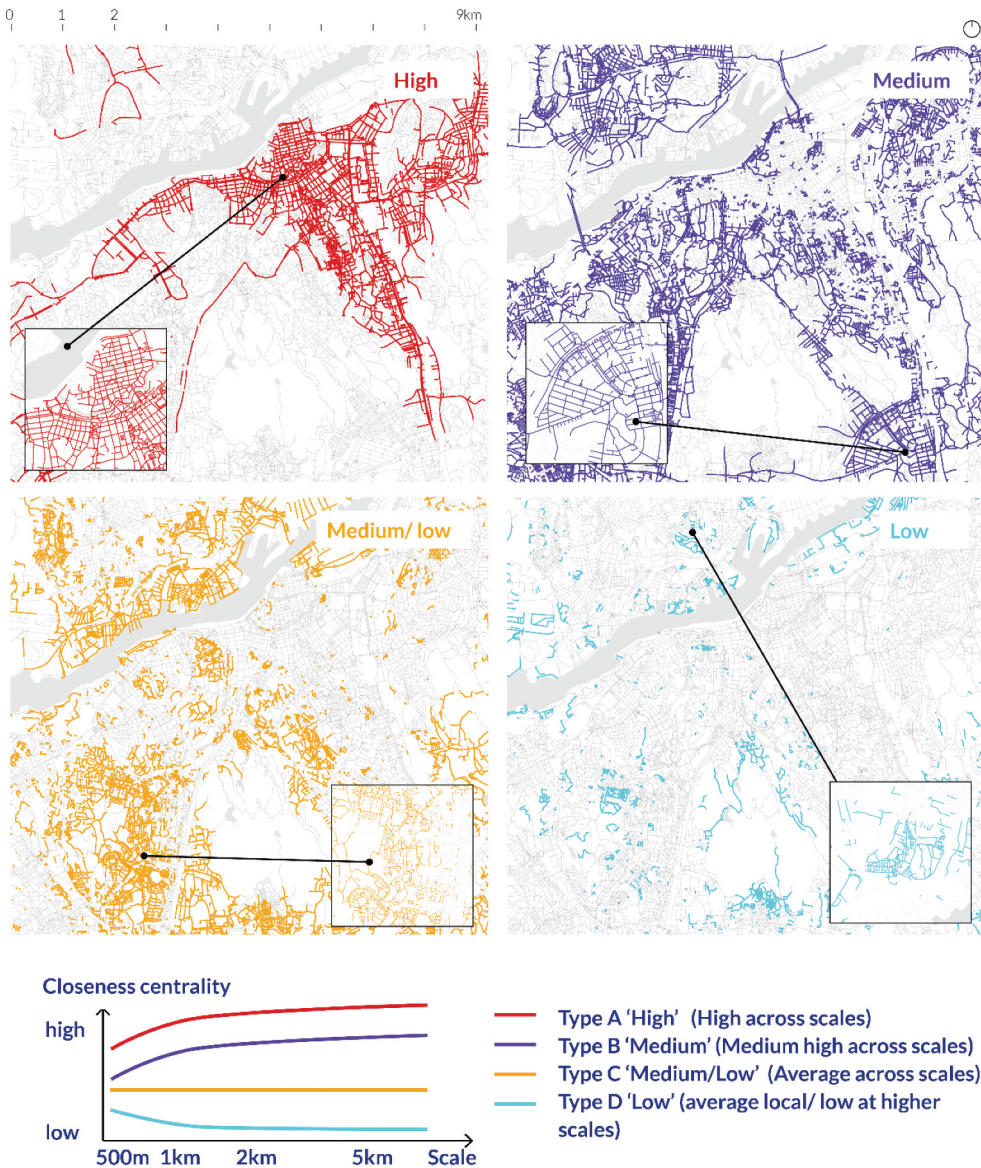 0 1 2 9km
High
Medium
Medium/ low
Low
Closeness centrality
high
low
500m 1km 2km 5km Scale
Type A 'High' (High across scales)
Type B 'Medium' (Medium high across scales)
Type C 'Medium/Low' (Average across scales)
Type D 'Low' (average local/ low at higher
scales)